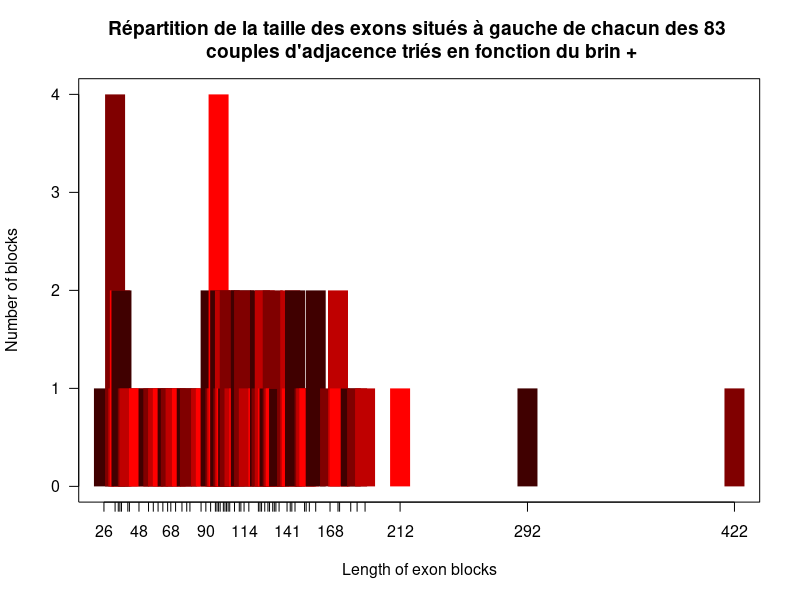 Répartition de la taille des exons situés à gauche de chacun des 83
couples d'adjacence triés en fonction du brin +
4
3
2
1
0
Number of blocks
26 48 68 90 114 141 168 212 292 422
Length of exon blocks